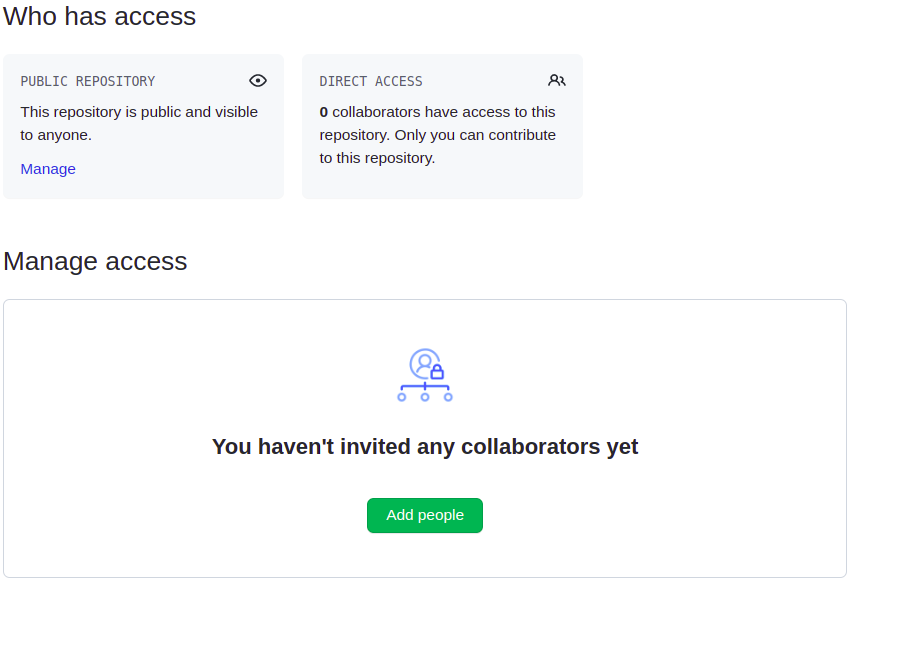 Who has access
PUBLIC REPOSITORY
This repository is public and visible
to anyone.
Manage
DIRECT ACCESS
0 collaborators have access to this
repository. Only you can contribute
to this repository.
Manage access
You haven't invited any collaborators yet
Add people